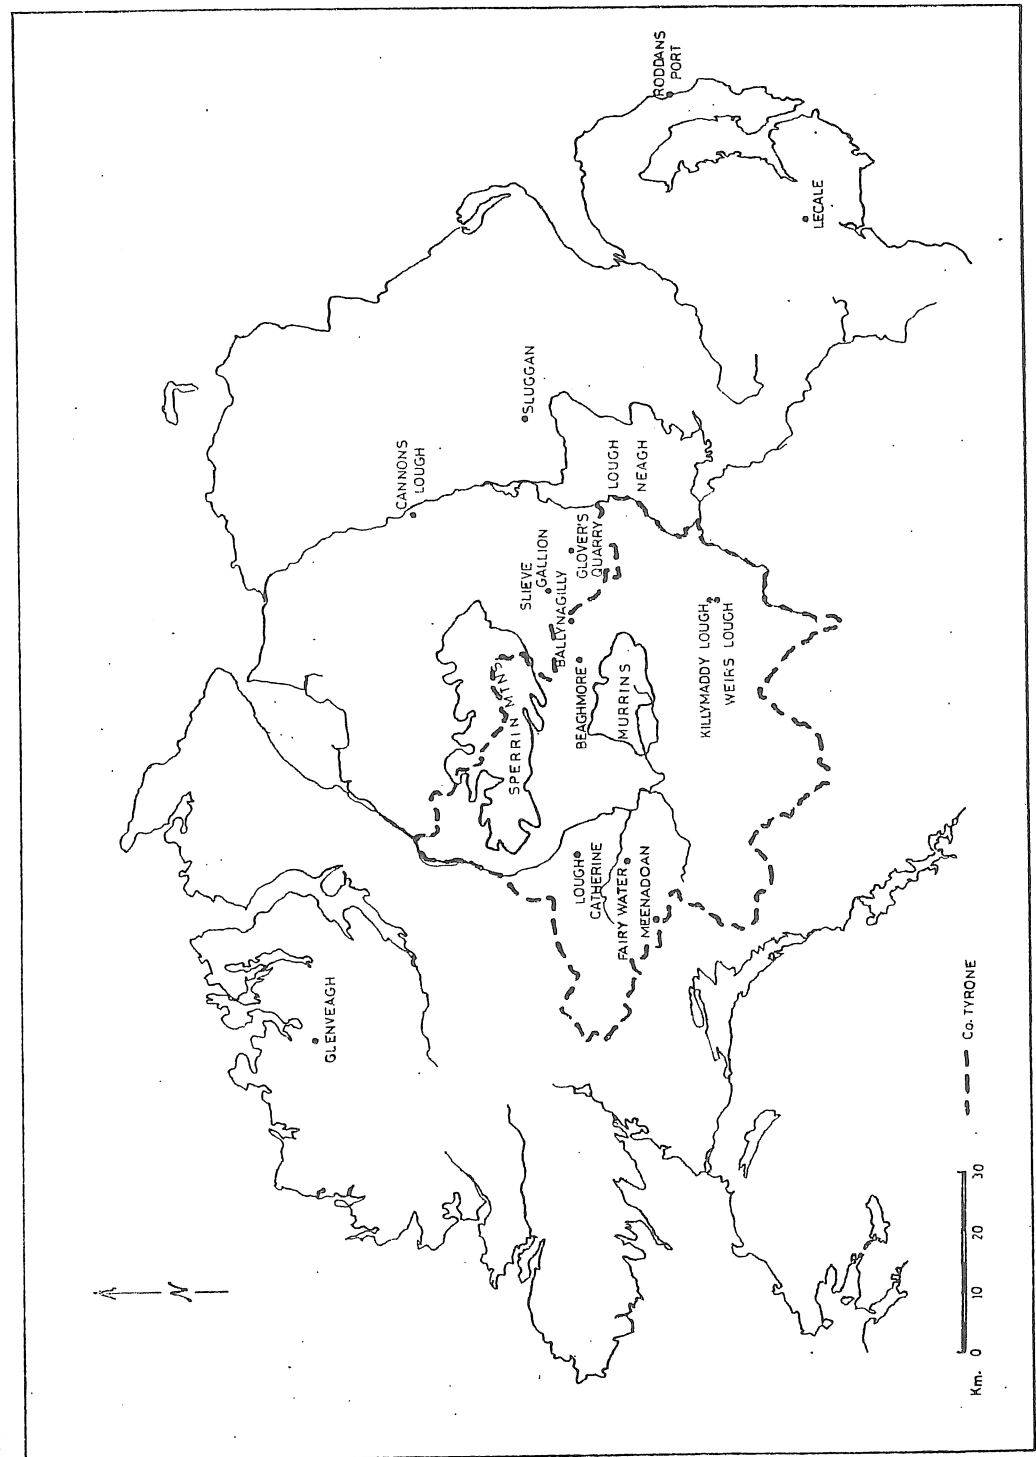 RODDANS
PORT
LECALE
SLUGGAN
CANNONS
LOUGH
LOUGH
NEAGH
SLIEVE
GALLION
GLOVER'S
QUARRY
BALLYNAGILLY
BEAGHMORE
SPERRIN MTNS
MURRINS
KILLYMADDY LOUGH
WEIRS LOUGH
LOUGH
CATHERINE
FAIRY WATER
MEENADOAN
GLENVEAGH
N
Km. 0 10 20 30
Co. TYRONE